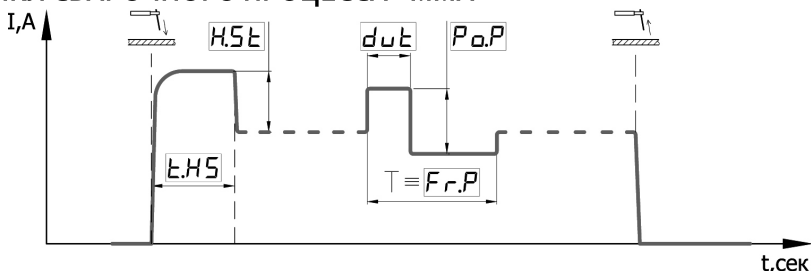 I,A
H.St
dut
Po.P
t.HS
T ≡ Fr.P
t,сек